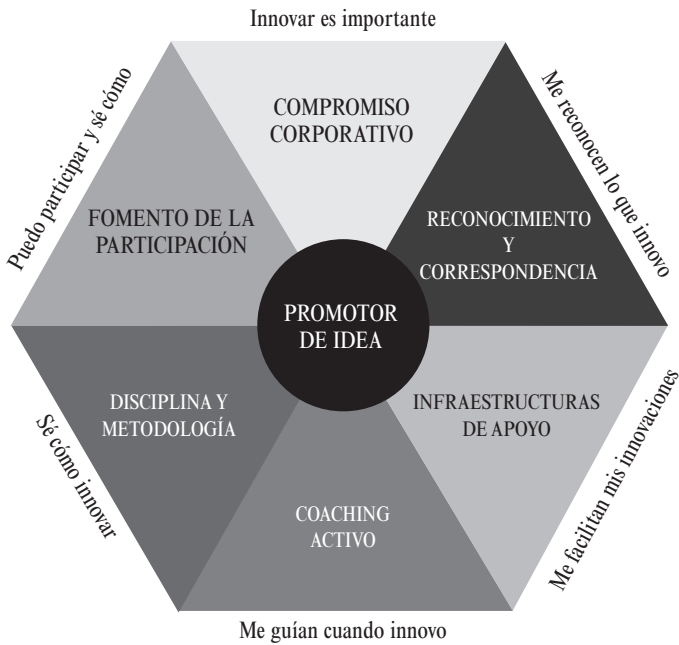 Innovar es importante
COMPROMISO
CORPORATIVO
Me reconocen lo que innovo
RECONOCIMIENTO
Y
CORRESPONDENCIA
INFRAESTRUCTURAS
DE APOYO
Me facilitan mis innovaciones
COACHING
ACTIVO
Me guían cuando innovo
DISCIPLINA Y
METODOLOGÍA
Sé cómo innovar
FOMENTO DE LA
PARTICIPACIÓN
Puedo participar y sé cómo
PROMOTOR
DE IDEA